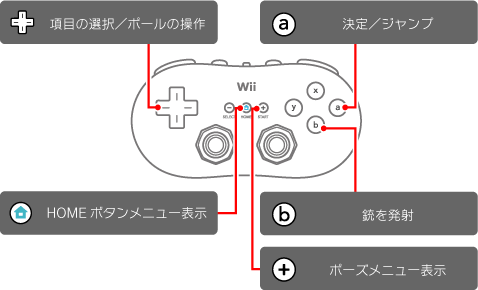 項目の選択／ポールの操作
a 決定／ジャンプ
Wii
x
y
a
b
SELECT HOME START
HOME ボタンメニュー表示
b 銃を発射
ポーズメニュー表示